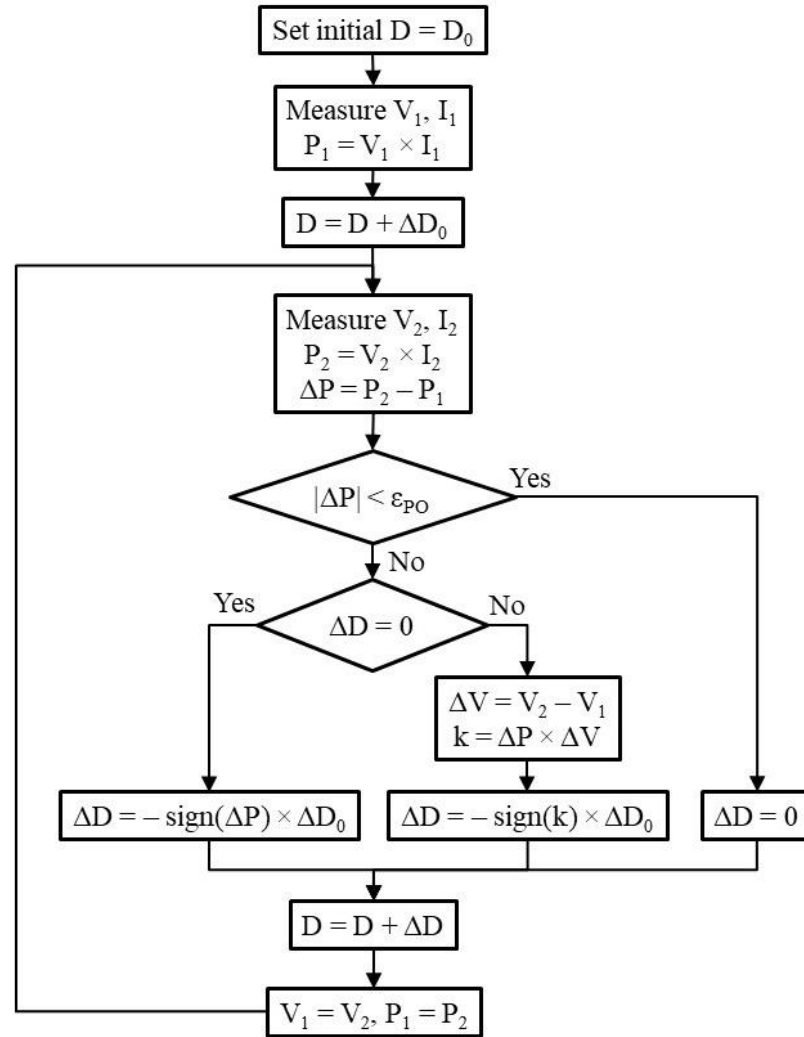 Set initial D = D₀
Measure V₁, I₁
P₁ = V₁ × I₁
D = D + ΔD₀
Measure V₂, I₂
P₂ = V₂ × I₂
ΔP = P₂ – P₁
|ΔP| < ε_PO
Yes
No
Yes
ΔD = 0
No
ΔV = V₂ – V₁
k = ΔP × ΔV
ΔD = – sign(ΔP) × ΔD₀
ΔD = – sign(k) × ΔD₀
ΔD = 0
D = D + ΔD
V₁ = V₂, P₁ = P₂